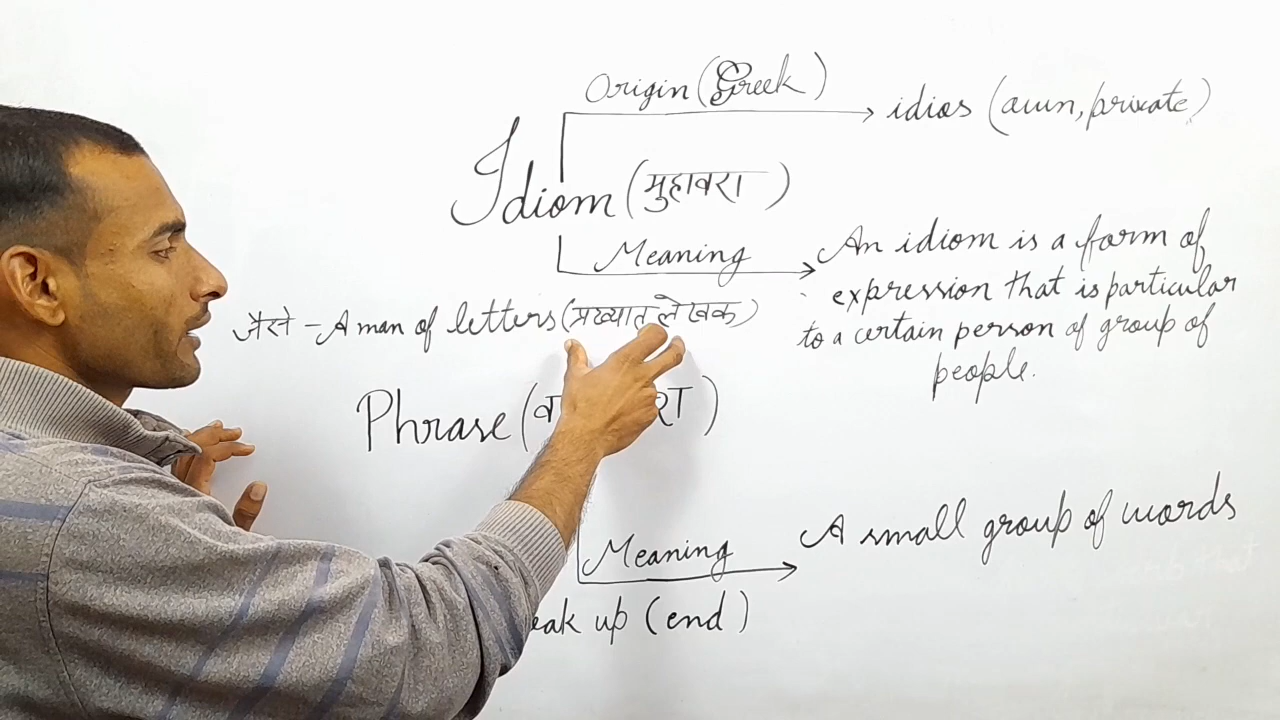 Origin (Greek)
idios (own, private)
Idiom (मुहावरा)
Meaning
An idiom is a form of
expression that is particular
to a certain person of group of
people.
जैसे - A man of letters (प्रख्यात लेखक)
Phrase (
A small group of words
Meaning
up (end)